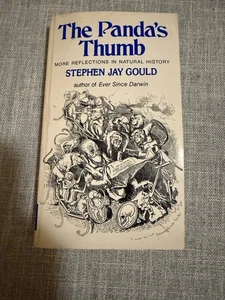 The Panda's
Thumb
MORE REFLECTIONS IN NATURAL HISTORY
STEPHEN JAY GOULD
author of Ever Since Darwin